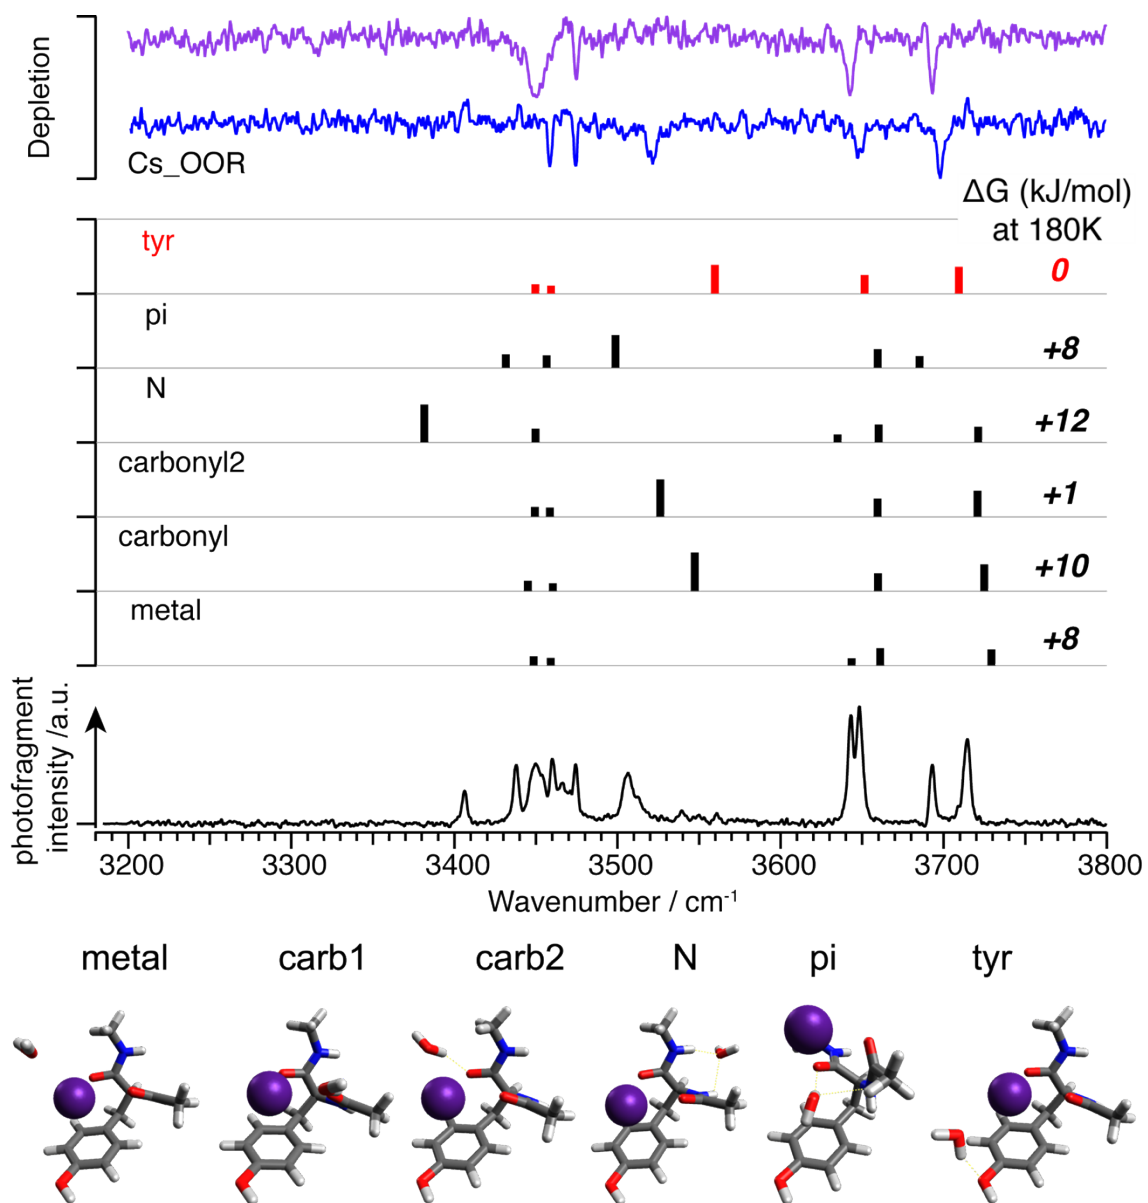 Depletion
Cs_OOR
ΔG (kJ/mol)
at 180K
tyr
0
pi
+8
N
+12
carbonyl2
+1
carbonyl
+10
metal
+8
photofragment
intensity /a.u.
3200 3300 3400 3500 3600 3700 3800
Wavenumber / cm-1
metal carb1 carb2 N pi tyr